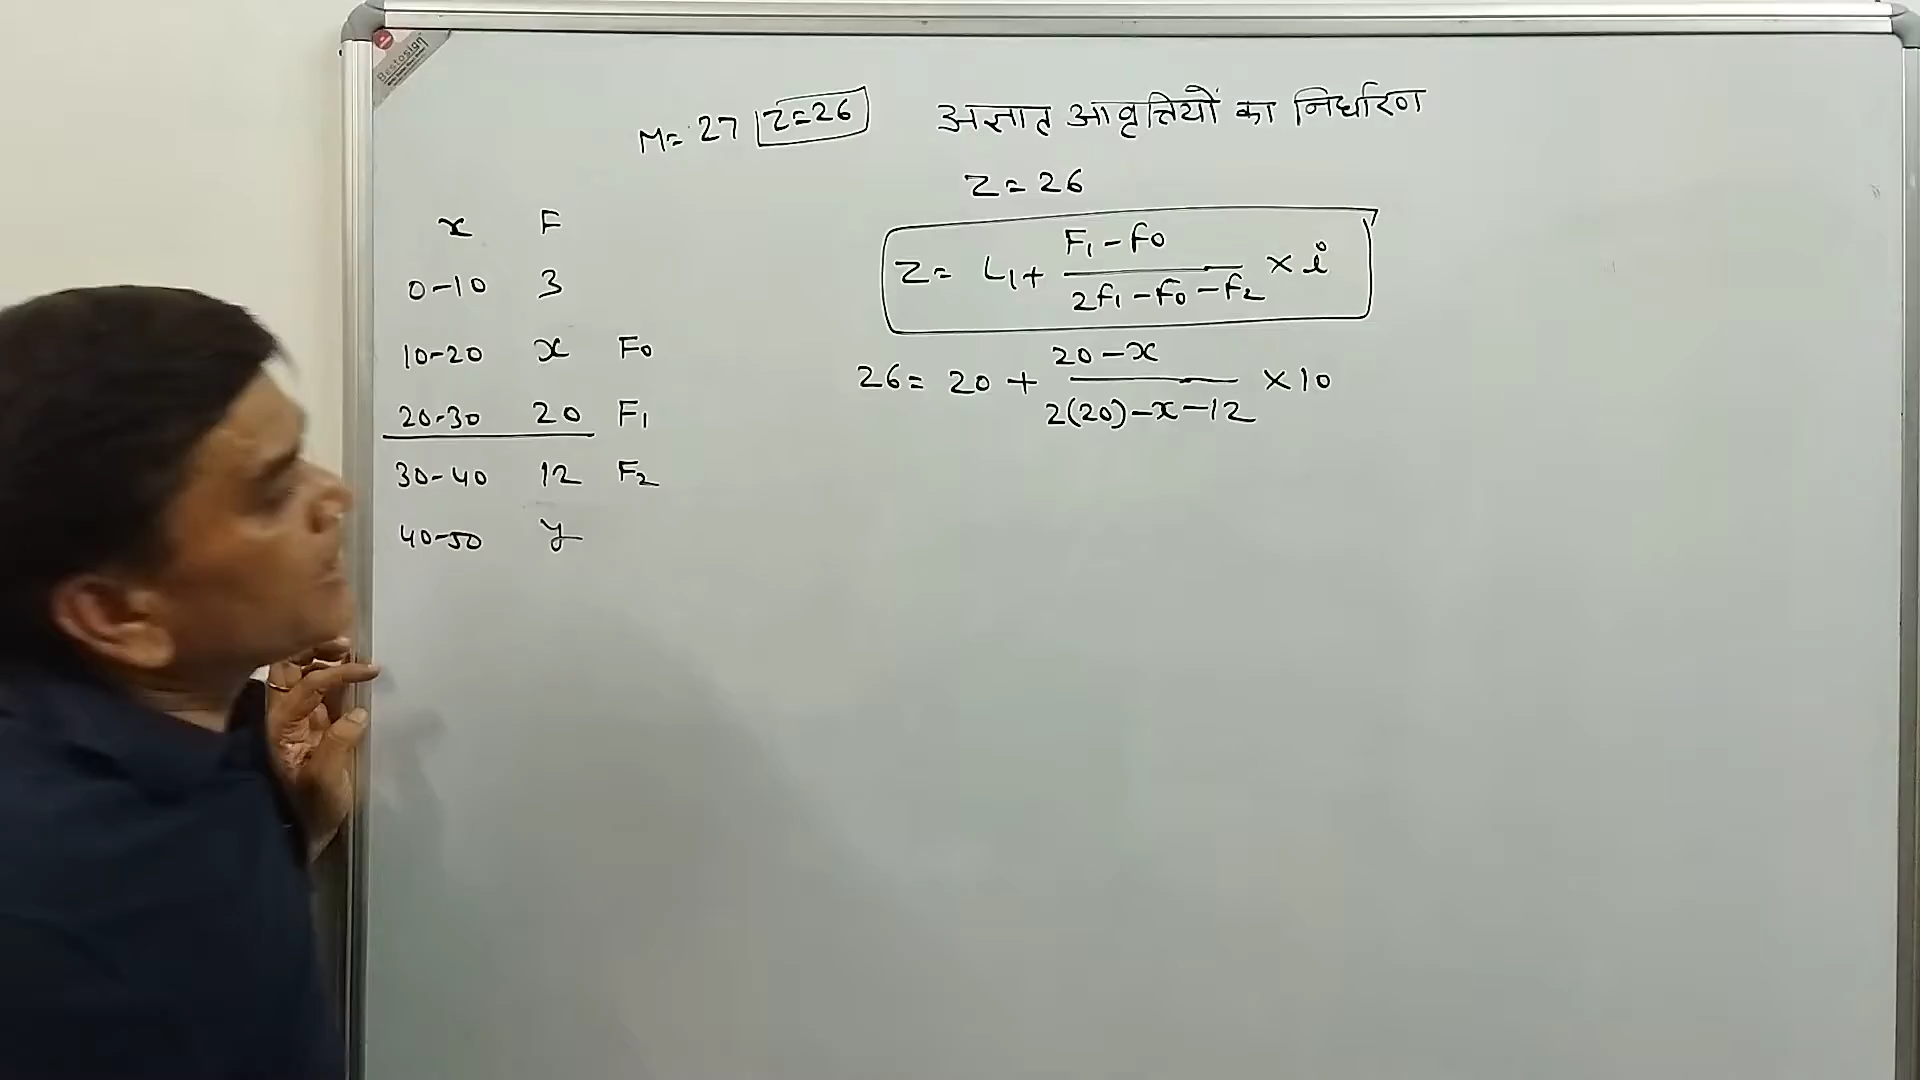 Bestosign
M= 27 Z=26
अज्ञात आवृत्तियों का निर्धारण
Z= 26
Z= L1+ F1-F0 / 2F1-F0-F2 × i
26= 20 + 20-x / 2(20)-x-12 ×10
x F
0-10 3
10-20 x F0
20-30 20 F1
30-40 12 F2
40-50 y